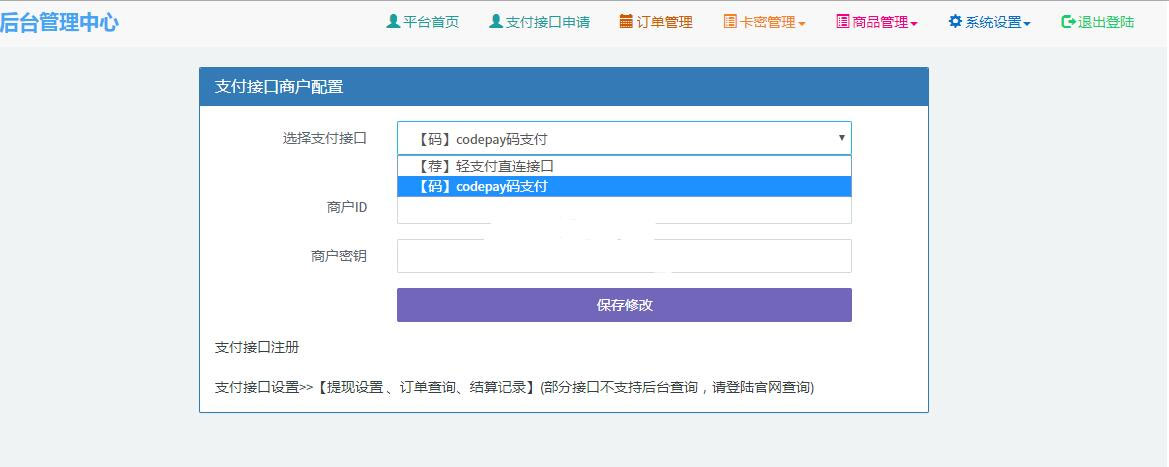 后台管理中心 平台首页 支付接口申请 订单管理 卡密管理 商品管理 系统设置 退出登陆
支付接口商户配置
选择支付接口 【码】codepay码支付
【荐】轻支付直连接口
【码】codepay码支付
商户ID
商户密钥
保存修改
支付接口注册
支付接口设置>>【提现设置 、订单查询、结算记录】(部分接口不支持后台查询，请登陆官网查询)